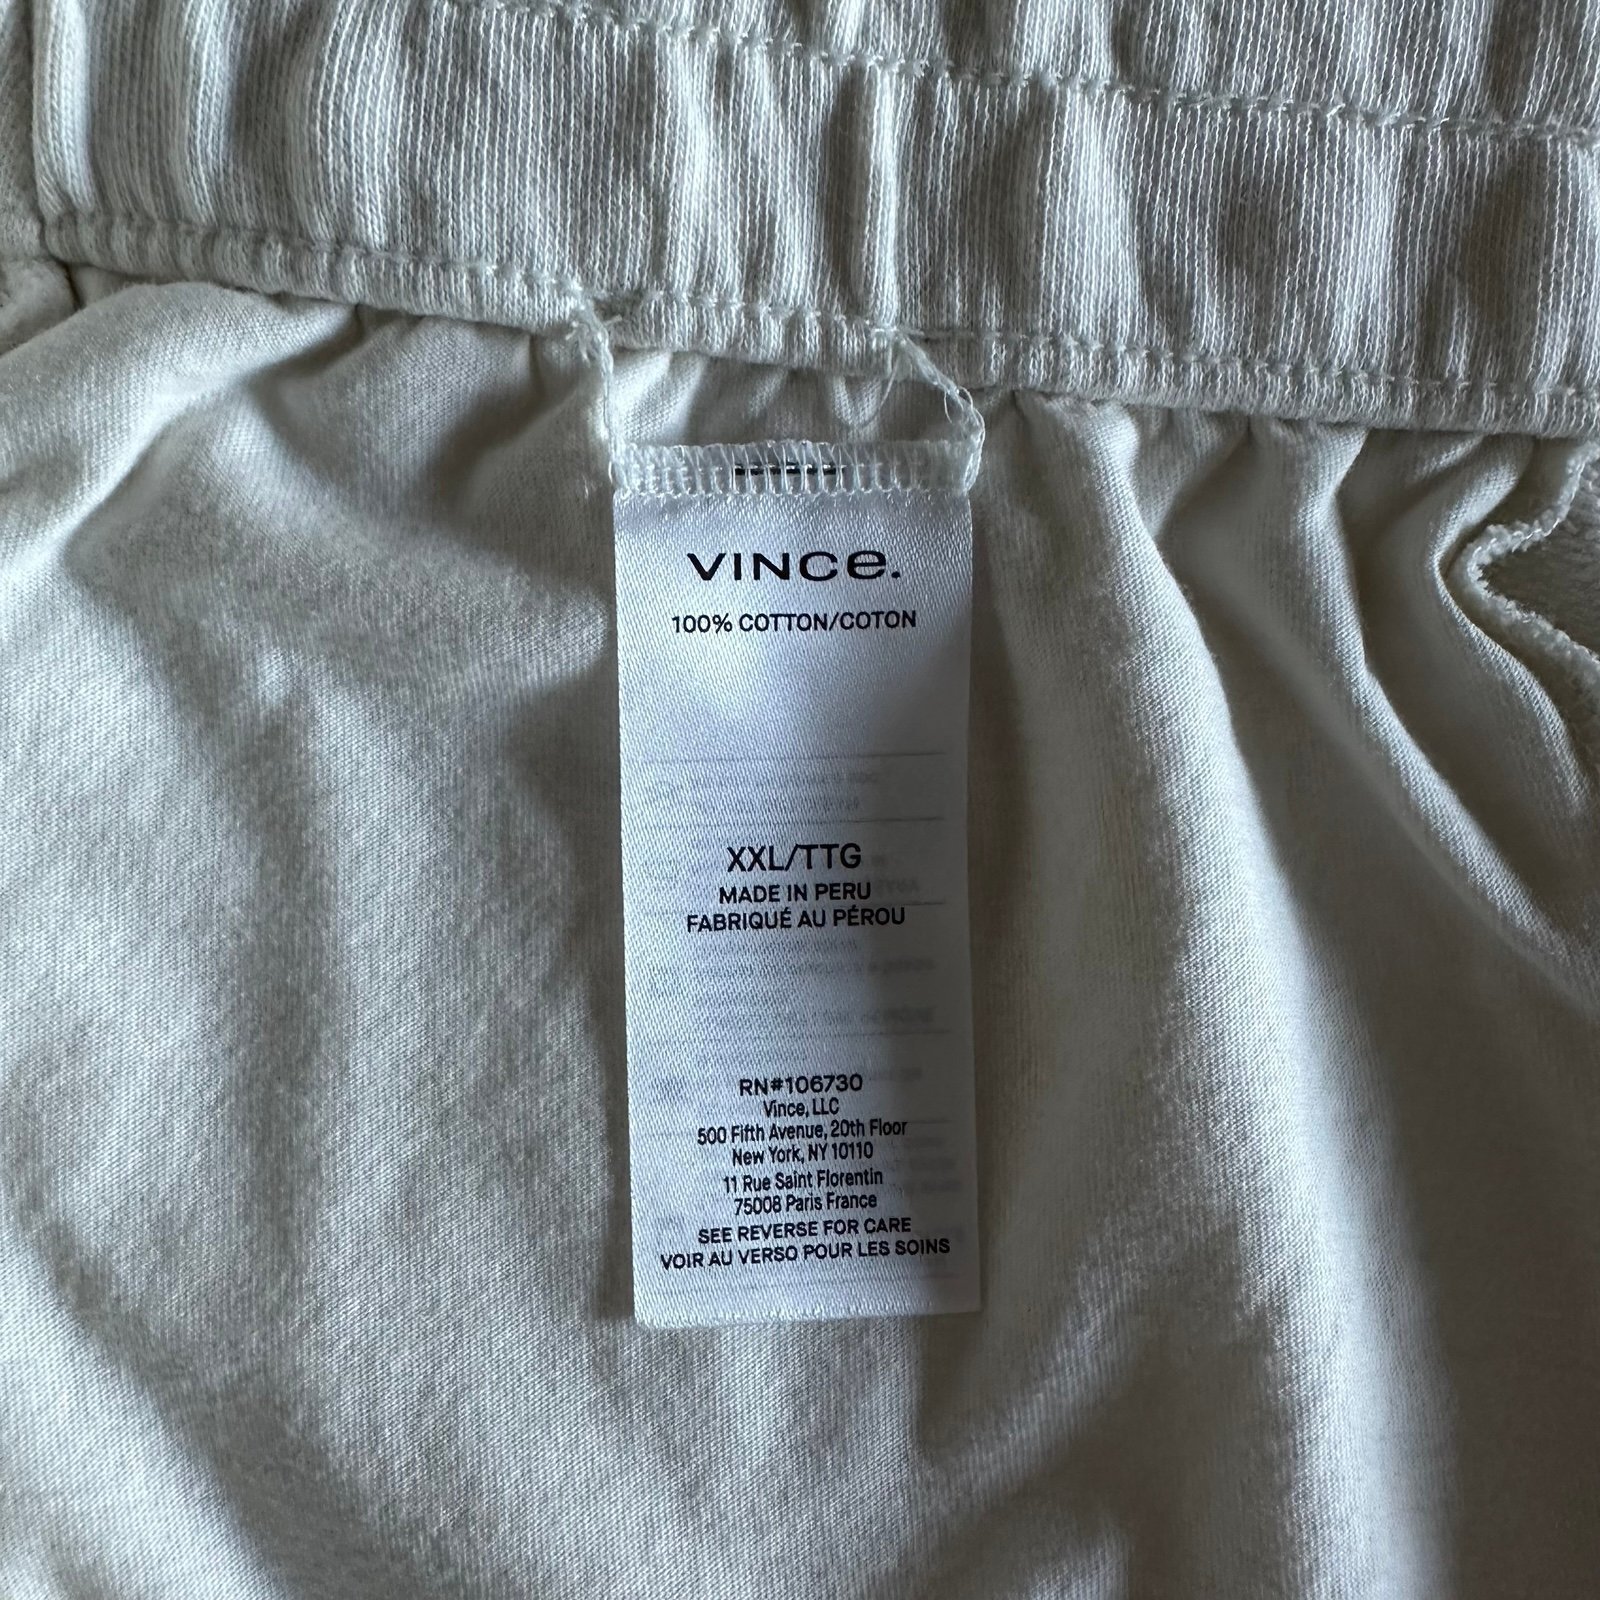 VINCe.
100% COTTON/COTON
XXL/TTG
MADE IN PERU
FABRIQUÉ AU PÉROU
RN#106730
Vince, LLC
500 Fifth Avenue, 20th Floor
New York, NY 10110
11 Rue Saint Florentin
75008 Paris France
SEE REVERSE FOR CARE
VOIR AU VERSO POUR LES SOINS